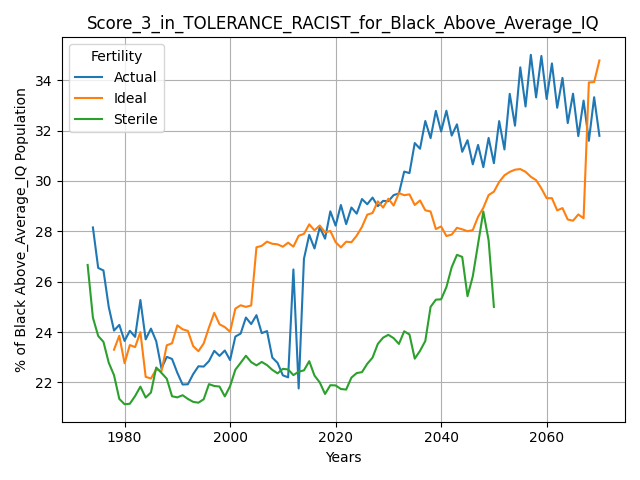 Score_3_in_TOLERANCE_RACIST_for_Black_Above_Average_IQ
Fertility
Actual
Ideal
Sterile
% of Black Above_Average_IQ Population
34
32
30
28
26
24
22
1980
2000
2020
2040
2060
Years